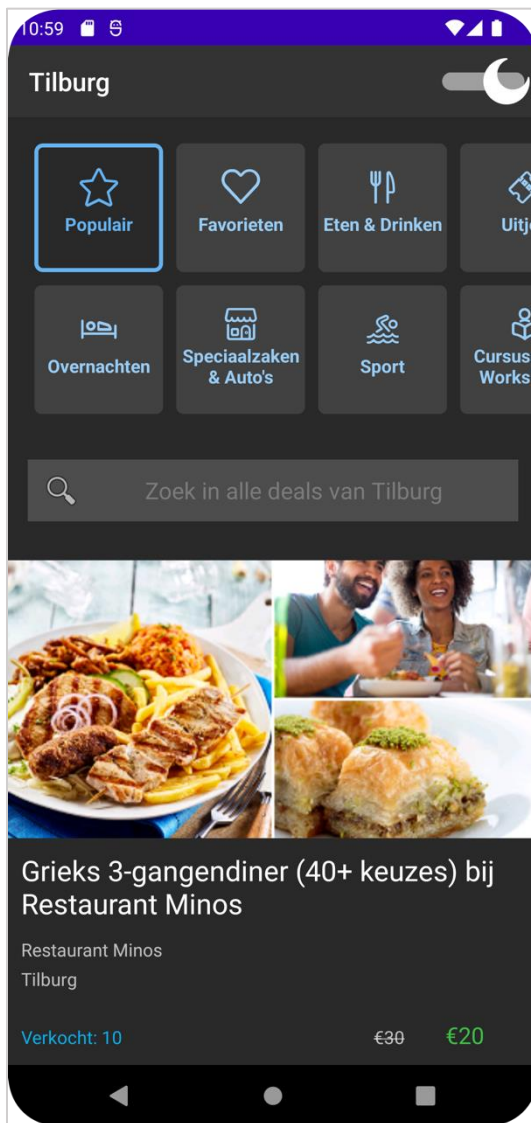 10:59
Tilburg
Populair
Favorieten
Eten & Drinken
Overnachten
Speciaalzaken
& Auto's
Sport
Zoek in alle deals van Tilburg
Grieks 3-gangendiner (40+ keuzes) bij
Restaurant Minos
Restaurant Minos
Tilburg
Verkocht: 10
€30
€20